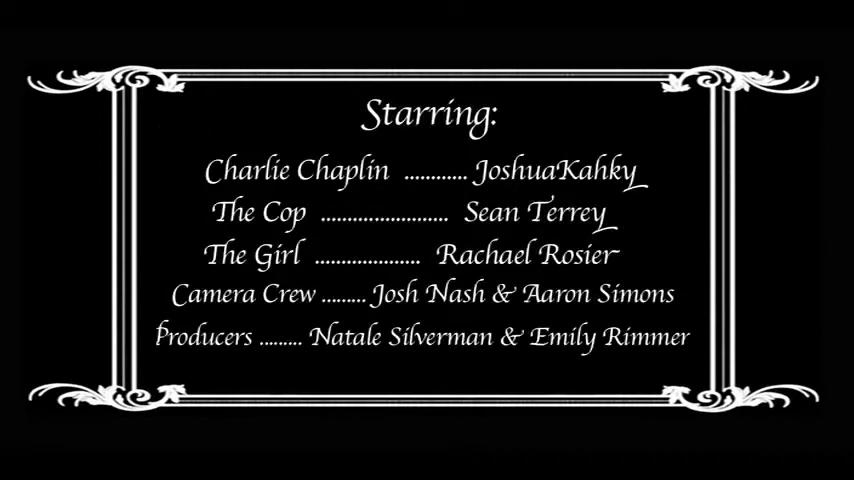 Starring:
Charlie Chaplin ............ JoshuaKahky
The Cop ........................ Sean Terrey
The Girl .................... Rachael Rosier
Camera Crew ......... Josh Nash & Aaron Simons
Producers ......... Natale Silverman & Emily Rimmer